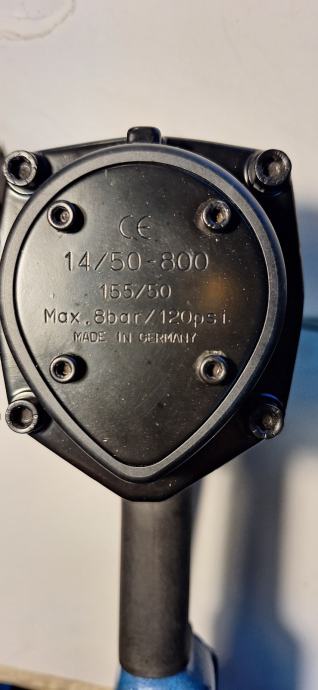 CE
14/50-800
155/50
Max.8bar/120psi
MADE IN GERMANY